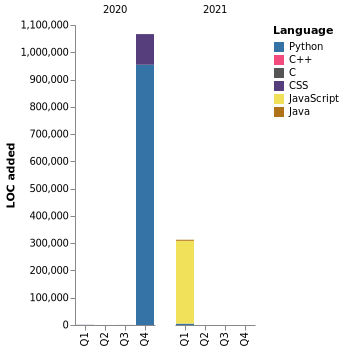 2020
2021
LOC added
1,100,000
1,000,000
900,000
800,000
700,000
600,000
500,000
400,000
300,000
200,000
100,000
0
Q1
Q2
Q3
Q4
Q1
Q2
Q3
Q4
Language
Python
C++
C
CSS
JavaScript
Java